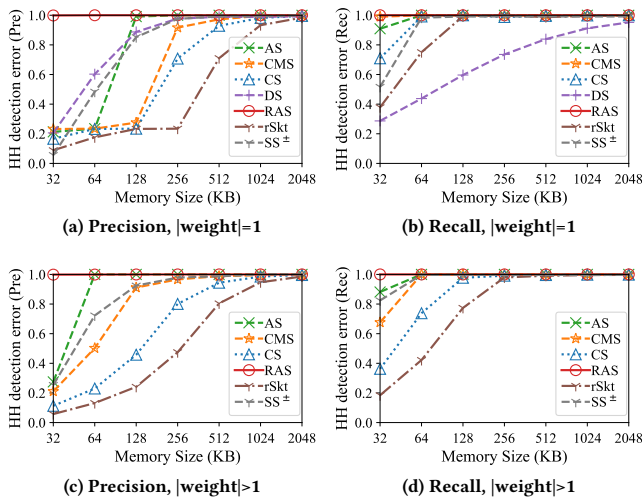 HH detection error (Pre)
1.0
0.8
0.6
0.4
0.2
0.0
AS
CMS
CS
DS
RAS
rSkt
SS ±
32 64 128 256 512 1024 2048
Memory Size (KB)
(a) Precision, |weight|=1
HH detection error (Rec)
1.0
0.8
0.6
0.4
0.2
0.0
AS
CMS
CS
DS
RAS
rSkt
SS ±
32 64 128 256 512 1024 2048
Memory Size (KB)
(b) Recall, |weight|=1
HH detection error (Pre)
1.0
0.8
0.6
0.4
0.2
0.0
AS
CMS
CS
RAS
rSkt
SS ±
32 64 128 256 512 1024 2048
Memory Size (KB)
(c) Precision, |weight|>1
HH detection error (Rec)
1.0
0.8
0.6
0.4
0.2
0.0
AS
CMS
CS
RAS
rSkt
SS ±
32 64 128 256 512 1024 2048
Memory Size (KB)
(d) Recall, |weight|>1